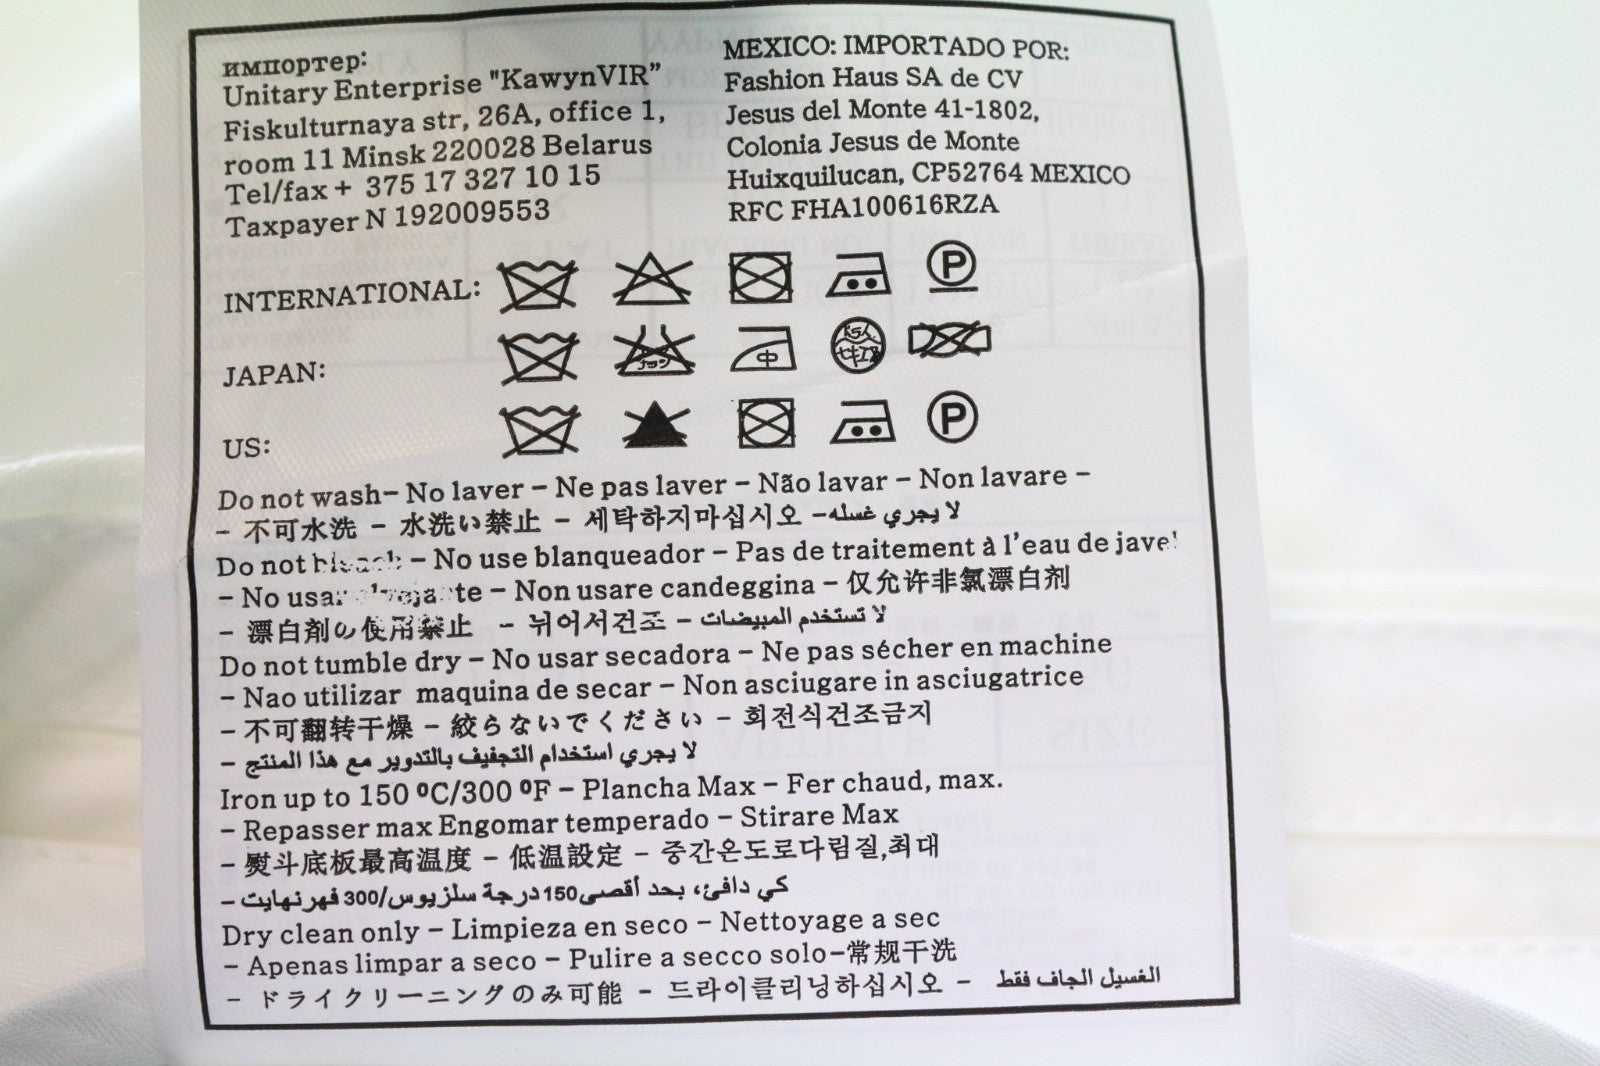 импортер:
Unitary Enterprise "KawynVIR"
Fiskulturnaya str, 26A, office 1,
room 11 Minsk 220028 Belarus
Tel/fax + 375 17 327 10 15
Taxpayer N 192009553
MEXICO: IMPORTADO POR:
Fashion Haus SA de CV
Jesus del Monte 41-1802,
Colonia Jesus de Monte
Huixquilucan, CP52764 MEXICO
RFC FHA100616RZA
INTERNATIONAL: P
JAPAN: 中
US: P
Do not wash- No laver - Ne pas laver - Não lavar - Non lavare -
- 不可水洗 - 水洗い禁止 - 세탁하지마십시오 - لا يجري غسله
Do not - No use blanqueador - Pas de traitement à l'eau de javel
- No usar - Non usare candeggina - 仅允许非氯漂白剂
- 漂白剤の使用禁止 - 뉘어서건조 - لا تستخدم المبيضات
Do not tumble dry - No usar secadora - Ne pas sécher en machine
- Nao utilizar maquina de secar - Non asciugare in asciugatrice
- 不可翻转干燥 - 絞らないでください - 회전식건조금지
- لا يجري استخدام التجفيف بالتدوير مع هذا المنتج
Iron up to 150 ºC/300 ºF - Plancha Max - Fer chaud, max.
- Repasser max Engomar temperado - Stirare Max
- 熨斗底板最高温度 - 低温設定 - 중간온도로다림질,최대
- كي دافئ، بحد أقصى 150 درجة سلزيوس/300 فهرنهايت
Dry clean only - Limpieza en seco - Nettoyage a sec
- Apenas limpar a seco - Pulire a secco solo-常规干洗
- ドライクリーニングのみ可能 - 드라이클리닝하십시오 - الغسيل الجاف فقط